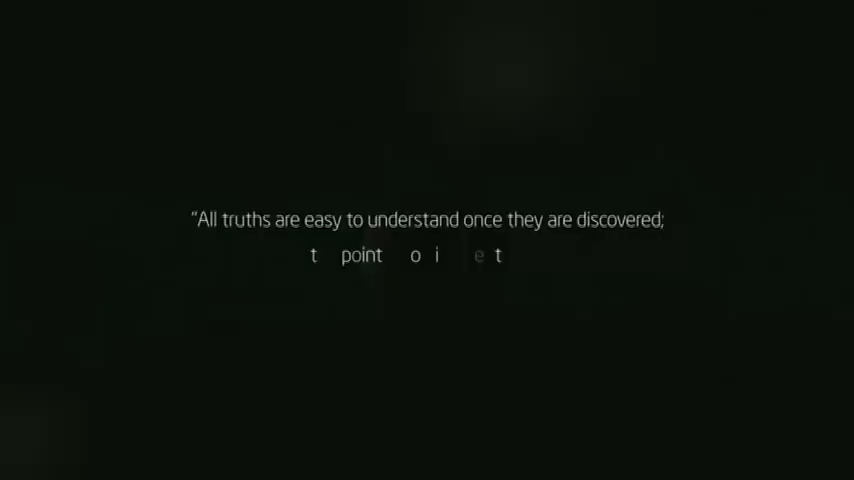 “All truths are easy to understand once they are discovered;
t point o i e t